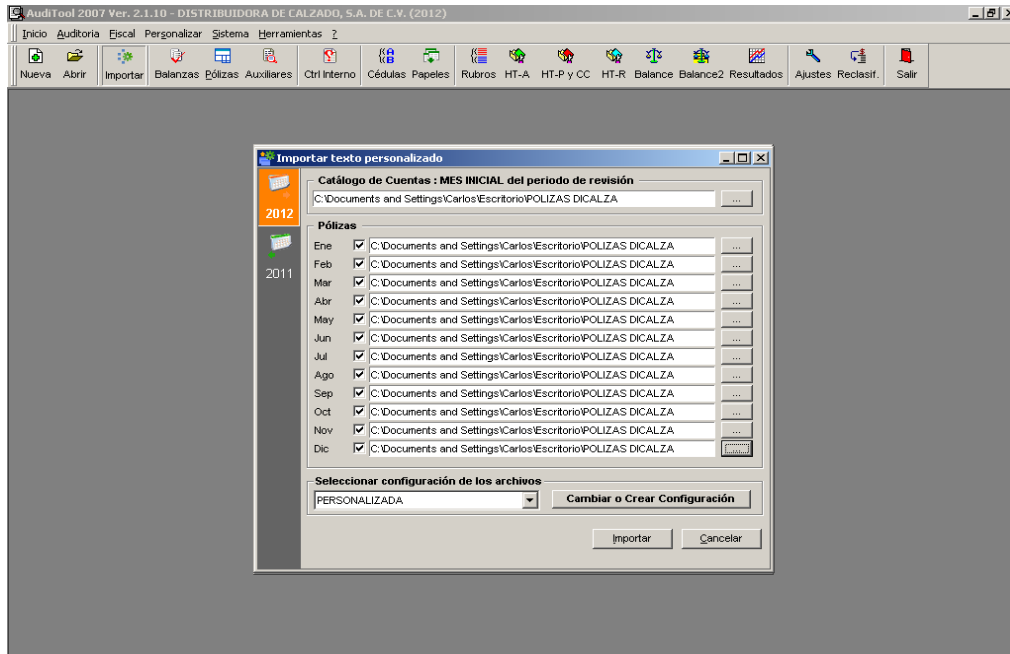 AudiTool 2007 Ver. 2.1.10 - DISTRIBUIDORA DE CALZADO, S.A. DE C.V. (2012)
Inicio Auditoria Fiscal Personalizar Sistema Herramientas ?
Nueva Abrir Importar Balanzas Pólizas Auxiliares Ctrl Interno Cédulas Papeles Rubros HT-A HT-P y CC HT-R Balance Balance2 Resultados Ajustes Reclasif. Salir
Importar texto personalizado
2012
2011
Catálogo de Cuentas : MES INICIAL del periodo de revisión
C:\Documents and Settings\Carlos\Escritorio\POLIZAS DICALZA ...
Pólizas
Ene C:\Documents and Settings\Carlos\Escritorio\POLIZAS DICALZA ...
Feb C:\Documents and Settings\Carlos\Escritorio\POLIZAS DICALZA ...
Mar C:\Documents and Settings\Carlos\Escritorio\POLIZAS DICALZA ...
Abr C:\Documents and Settings\Carlos\Escritorio\POLIZAS DICALZA ...
May C:\Documents and Settings\Carlos\Escritorio\POLIZAS DICALZA ...
Jun C:\Documents and Settings\Carlos\Escritorio\POLIZAS DICALZA ...
Jul C:\Documents and Settings\Carlos\Escritorio\POLIZAS DICALZA ...
Ago C:\Documents and Settings\Carlos\Escritorio\POLIZAS DICALZA ...
Sep C:\Documents and Settings\Carlos\Escritorio\POLIZAS DICALZA ...
Oct C:\Documents and Settings\Carlos\Escritorio\POLIZAS DICALZA ...
Nov C:\Documents and Settings\Carlos\Escritorio\POLIZAS DICALZA ...
Dic C:\Documents and Settings\Carlos\Escritorio\POLIZAS DICALZA ...
Seleccionar configuración de los archivos
PERSONALIZADA Cambiar o Crear Configuración
Importar Cancelar